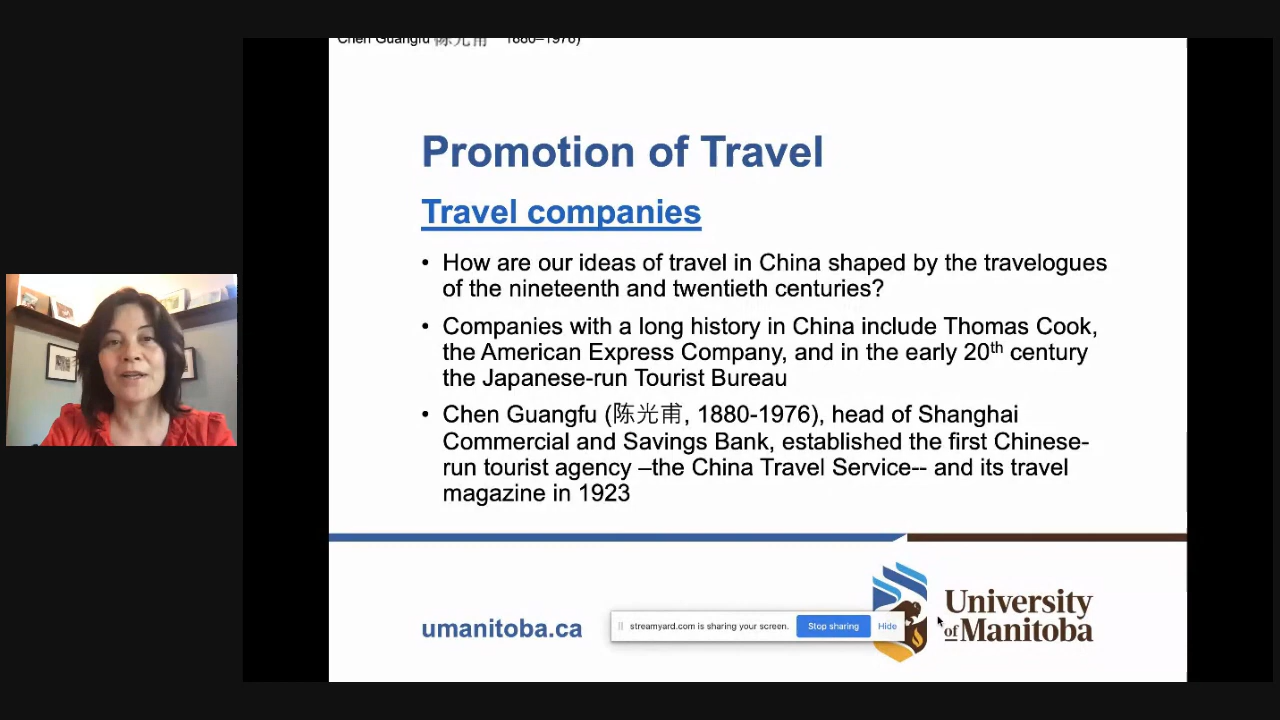 Chen Guangfu 陈光甫 1880–1976)
Promotion of Travel
Travel companies
• How are our ideas of travel in China shaped by the travelogues
of the nineteenth and twentieth centuries?
• Companies with a long history in China include Thomas Cook,
the American Express Company, and in the early 20th century
the Japanese-run Tourist Bureau
• Chen Guangfu (陈光甫, 1880-1976), head of Shanghai
Commercial and Savings Bank, established the first Chinese-
run tourist agency –the China Travel Service-- and its travel
magazine in 1923
umanitoba.ca
streamyard.com is sharing your screen.
Stop sharing
Hide
University
of Manitoba